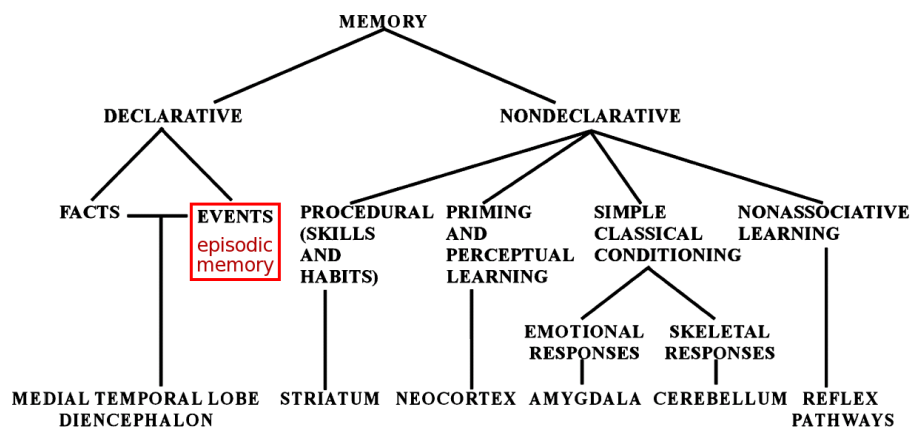 MEMORY
DECLARATIVE
NONDECLARATIVE
FACTS
EVENTS
episodic
memory
PROCEDURAL
(SKILLS
AND
HABITS)
PRIMING
AND
PERCEPTUAL
LEARNING
SIMPLE
CLASSICAL
CONDITIONING
NONASSOCIATIVE
LEARNING
EMOTIONAL
RESPONSES
SKELETAL
RESPONSES
MEDIAL TEMPORAL LOBE
DIENCEPHALON
STRIATUM
NEOCORTEX
AMYGDALA
CEREBELLUM
REFLEX
PATHWAYS